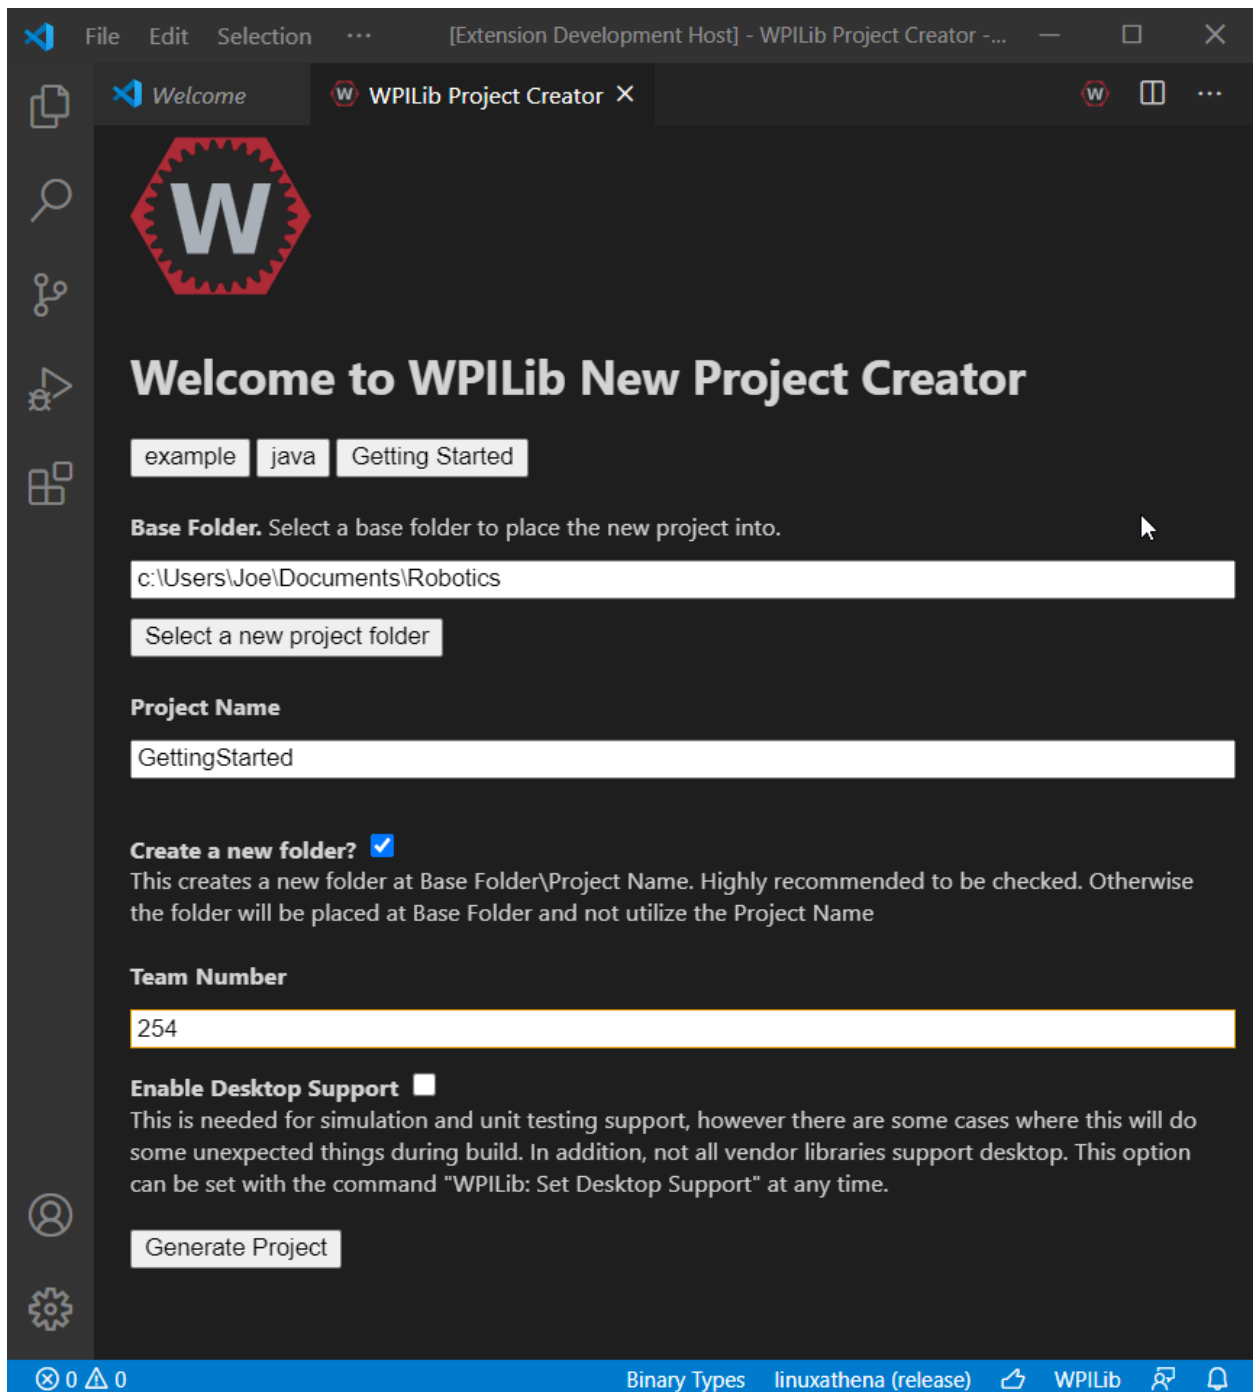 File Edit Selection ··· [Extension Development Host] - WPILib Project Creator -...
Welcome W WPILib Project Creator W ···
W
Welcome to WPILib New Project Creator
example java Getting Started
Base Folder. Select a base folder to place the new project into.
c:\Users\Joe\Documents\Robotics
Select a new project folder
Project Name
GettingStarted
Create a new folder?
This creates a new folder at Base Folder\Project Name. Highly recommended to be checked. Otherwise
the folder will be placed at Base Folder and not utilize the Project Name
Team Number
254
Enable Desktop Support
This is needed for simulation and unit testing support, however there are some cases where this will do
some unexpected things during build. In addition, not all vendor libraries support desktop. This option
can be set with the command "WPILib: Set Desktop Support" at any time.
Generate Project
0 0 Binary Types linuxathena (release) WPILib